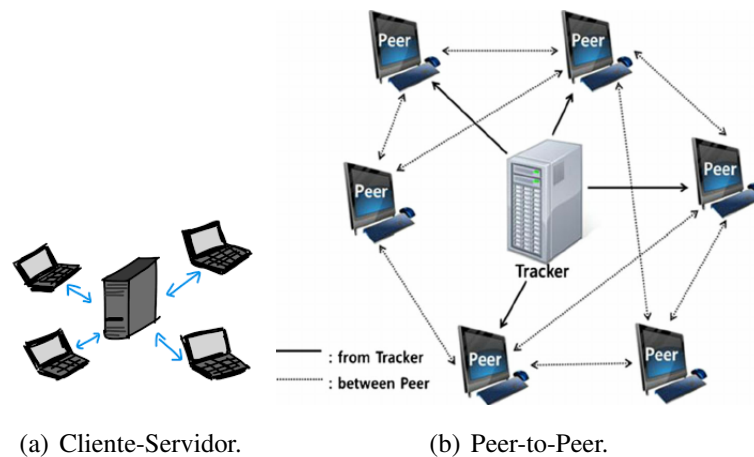 Peer
Peer
Peer
Peer
Tracker
Peer
Peer
: from Tracker
: between Peer
(a) Cliente-Servidor.
(b) Peer-to-Peer.